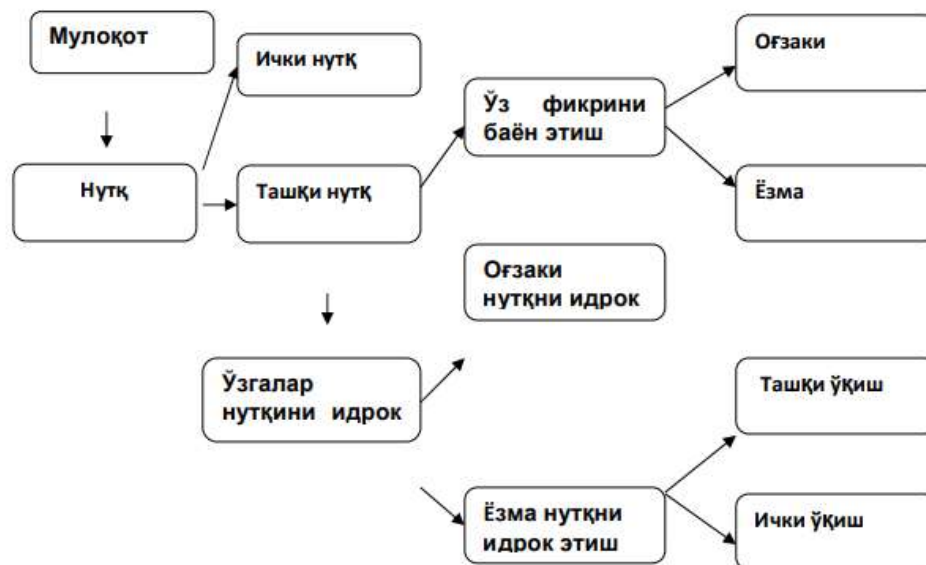 Мулоқот
Ички нутқ
Оғзаки
Ўз фикрини
баён этиш
Нутқ
Ташқи нутқ
Ёзма
Оғзаки
нутқни идрок
Ўзгалар
нутқини идрок
Ташқи ўқиш
Ёзма нутқни
идрок этиш
Ички ўқиш